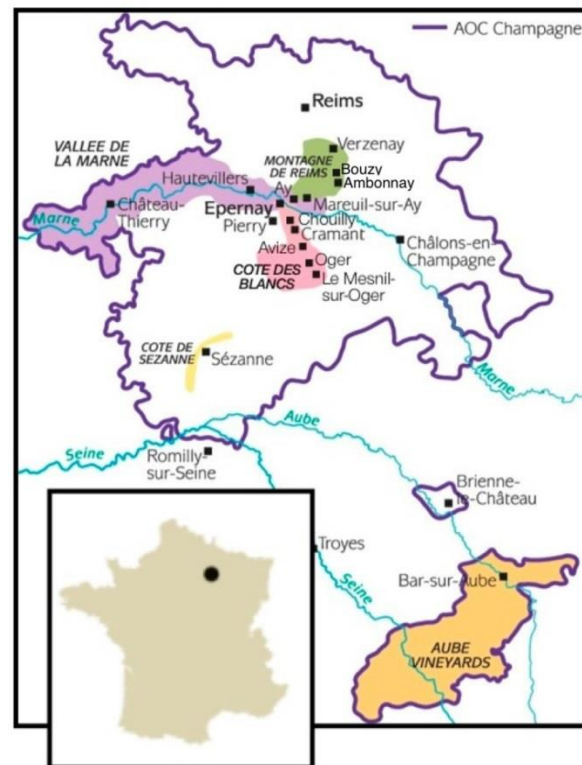 AOC Champagne
Reims
VALLEE DE
LA MARNE
Verzenay
MONTAGNE
DE REIMS
Bouzy
Ambonnay
Hautevillers
Ay
Mareuil-sur-Ay
Château-
Thierry
Marne
Epernay
Chouilly
Pierry
Cramant
Châlons-en-
Champagne
Avize
Oger
COTE DES
BLANCS
Le Mesnil-
sur-Oger
COTE DE
SEZANNE
Sézanne
Marne
Aube
Seine
Romilly-
sur-Seine
Brienne-
le-Château
Troyes
Seine
Bar-sur-Aube
AUBE
VINEYARDS